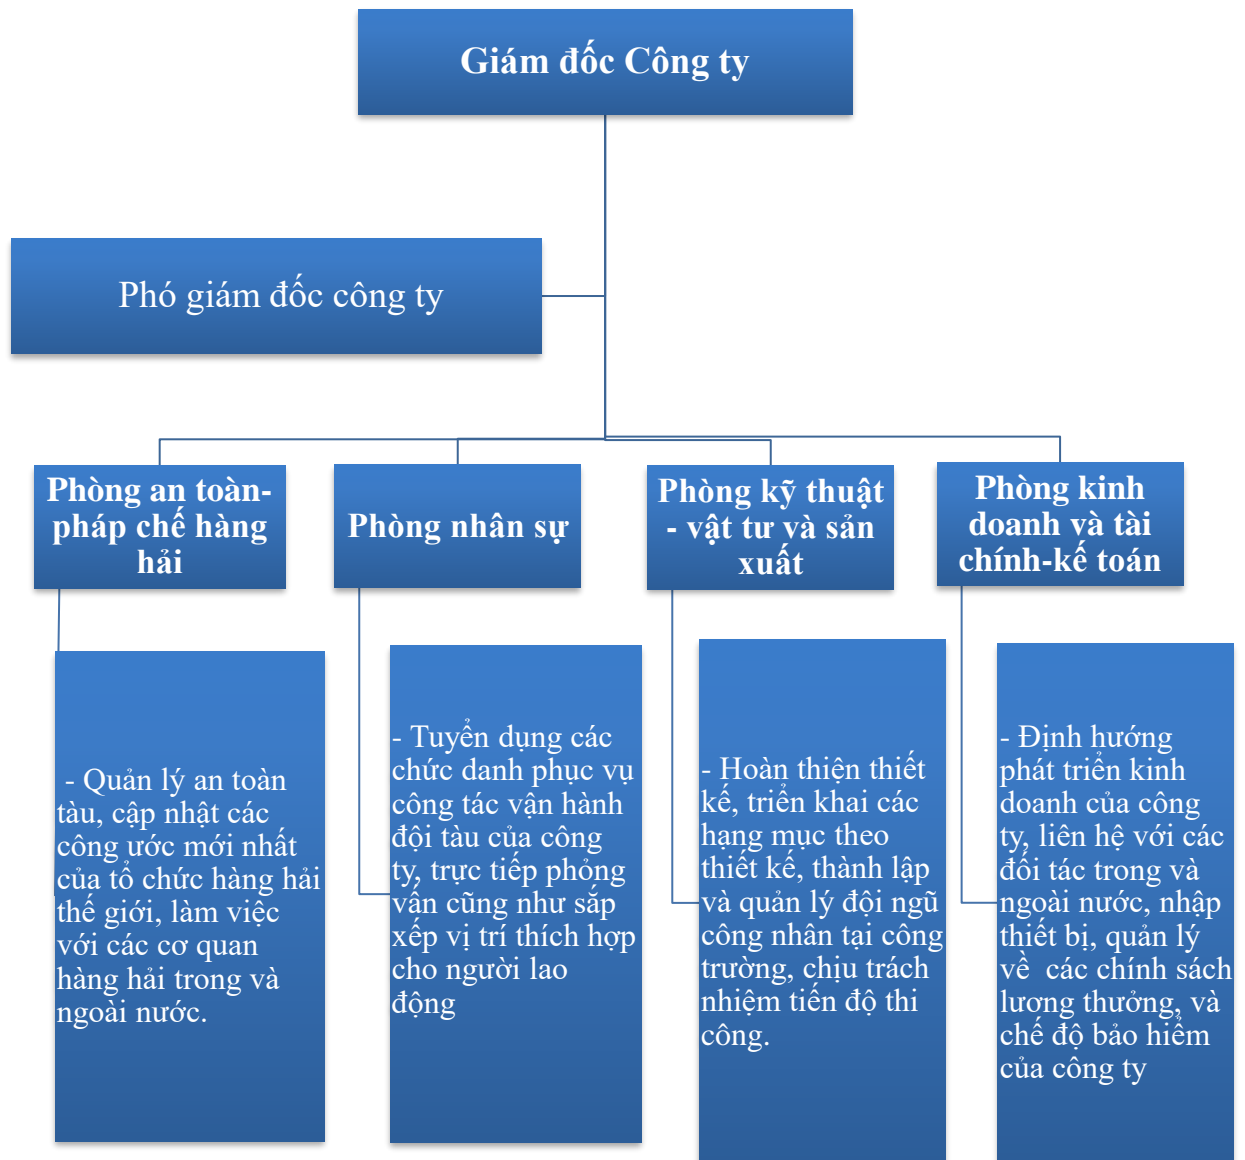 Giám đốc Công ty
Phó giám đốc công ty
Phòng an toàn-
pháp chế hàng
hải
Phòng nhân sự
Phòng kỹ thuật
- vật tư và sản
xuất
Phòng kinh
doanh và tài
chính-kế toán
- Quản lý an toàn
tàu, cập nhật các
công ước mới nhất
của tổ chức hàng hải
thế giới, làm việc
với các cơ quan
hàng hải trong và
ngoài nước.
- Tuyển dụng các
chức danh phục vụ
công tác vận hành
đội tàu của công
ty, trực tiếp phỏng
vấn cũng như sắp
xếp vị trí thích hợp
cho người lao
động
- Hoàn thiện thiết
kế, triển khai các
hạng mục theo
thiết kế, thành lập
và quản lý đội ngũ
công nhân tại công
trường, chịu trách
nhiệm tiến độ thi
công.
- Định hướng
phát triển kinh
doanh của công
ty, liên hệ với các
đối tác trong và
ngoài nước, nhập
thiết bị, quản lý
về các chính sách
lương thưởng, và
chế độ bảo hiểm
của công ty